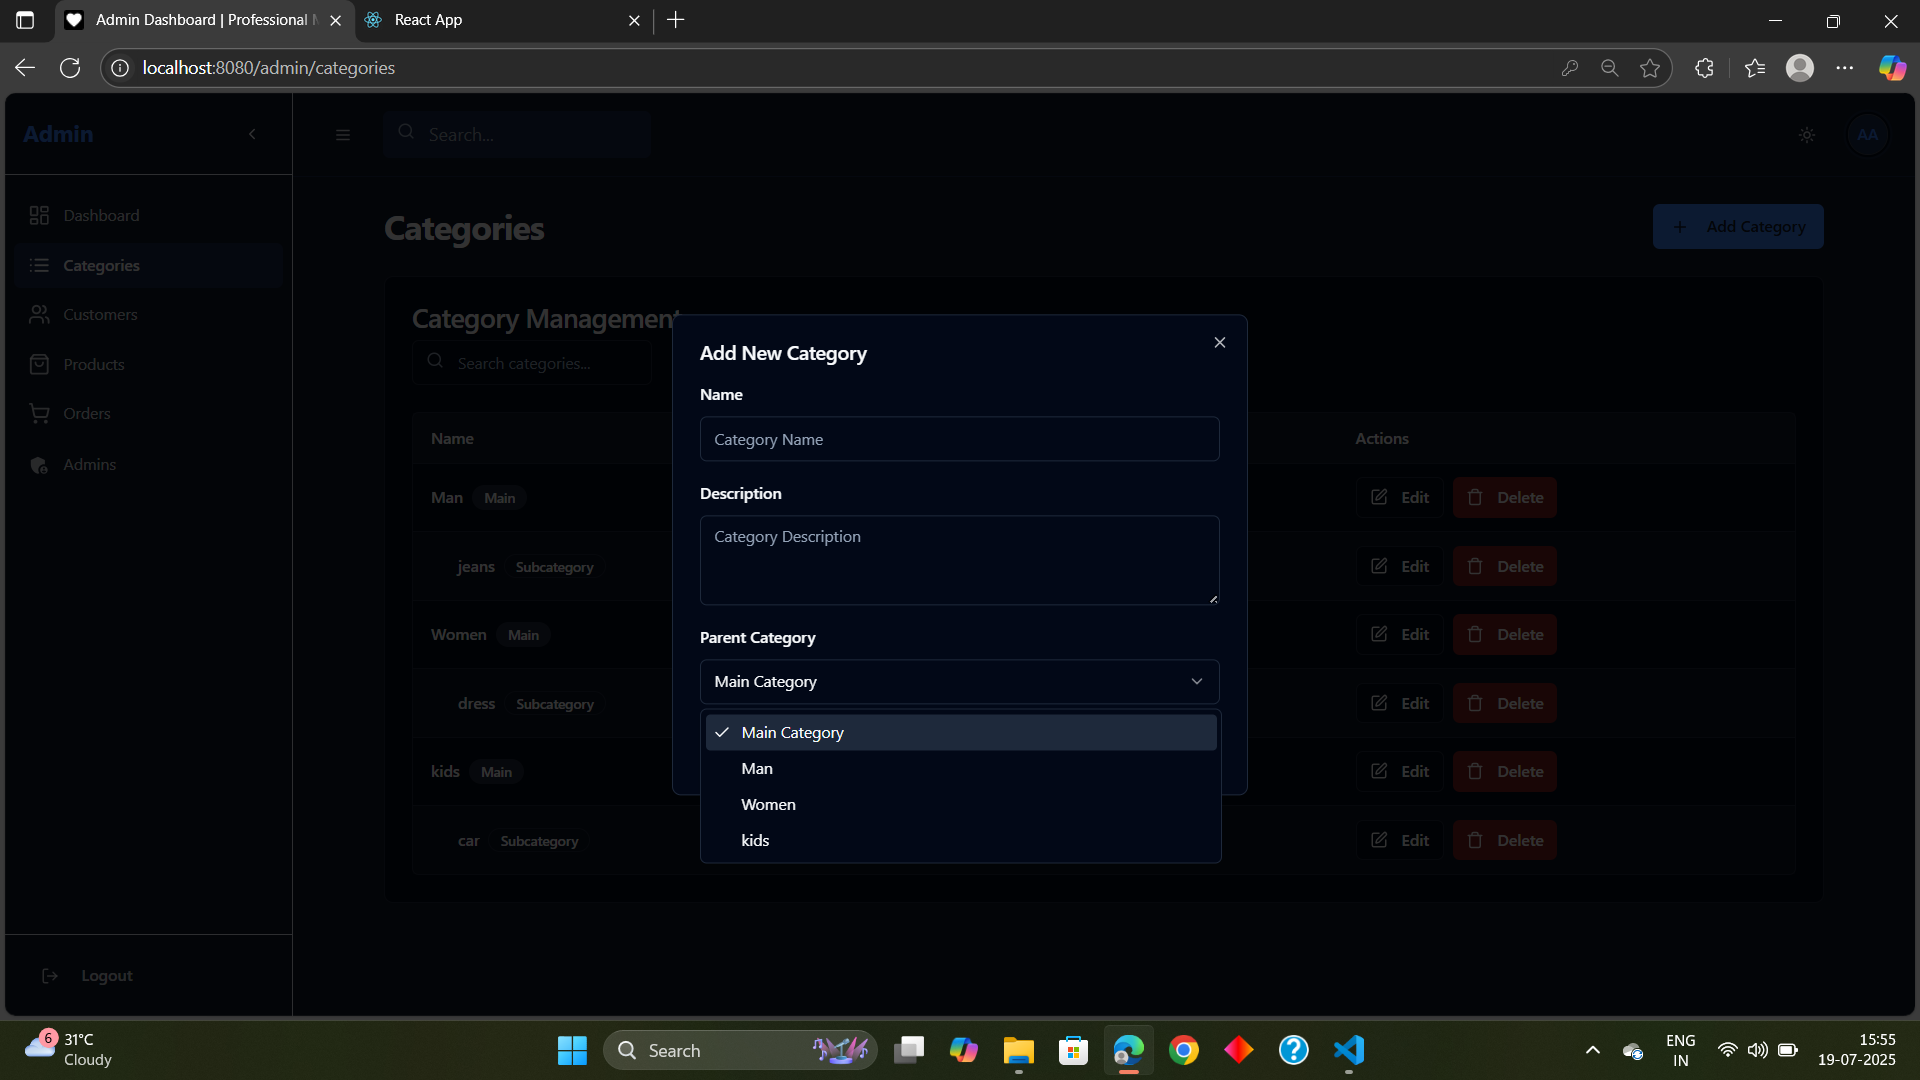 Admin Dashboard | Professional
React App
localhost:8080/admin/categories
Admin
Search...
AA
Dashboard
Categories
Customers
Products
Orders
Admins
Logout
Categories
Add Category
Category Management
Search categories...
Name
Actions
Man Main
Edit Delete
jeans Subcategory
Edit Delete
Women Main
Edit Delete
dress Subcategory
Edit Delete
kids Main
Edit Delete
car Subcategory
Edit Delete
Add New Category
Name
Category Name
Description
Category Description
Parent Category
Main Category
Main Category
Man
Women
kids
6
31°C
Cloudy
Search
ENG
IN
15:55
19-07-2025